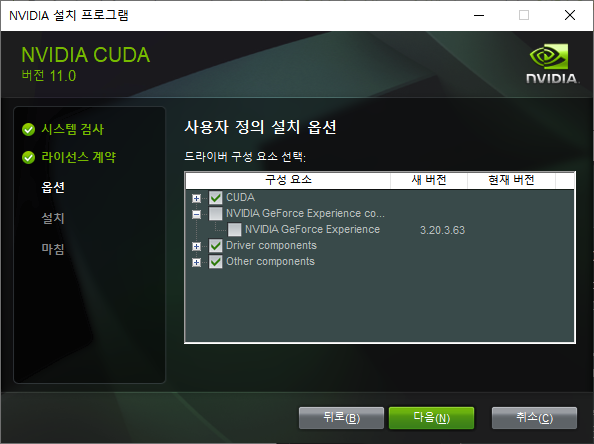 NVIDIA 설치 프로그램
NVIDIA CUDA
버전 11.0
NVIDIA.
시스템 검사
라이선스 계약
옵션
설치
마침
사용자 정의 설치 옵션
드라이버 구성 요소 선택:
구성 요소 새 버전 현재 버전
CUDA
NVIDIA GeForce Experience co...
NVIDIA GeForce Experience 3.20.3.63
Driver components
Other components
뒤로(B) 다음(N) 취소(C)